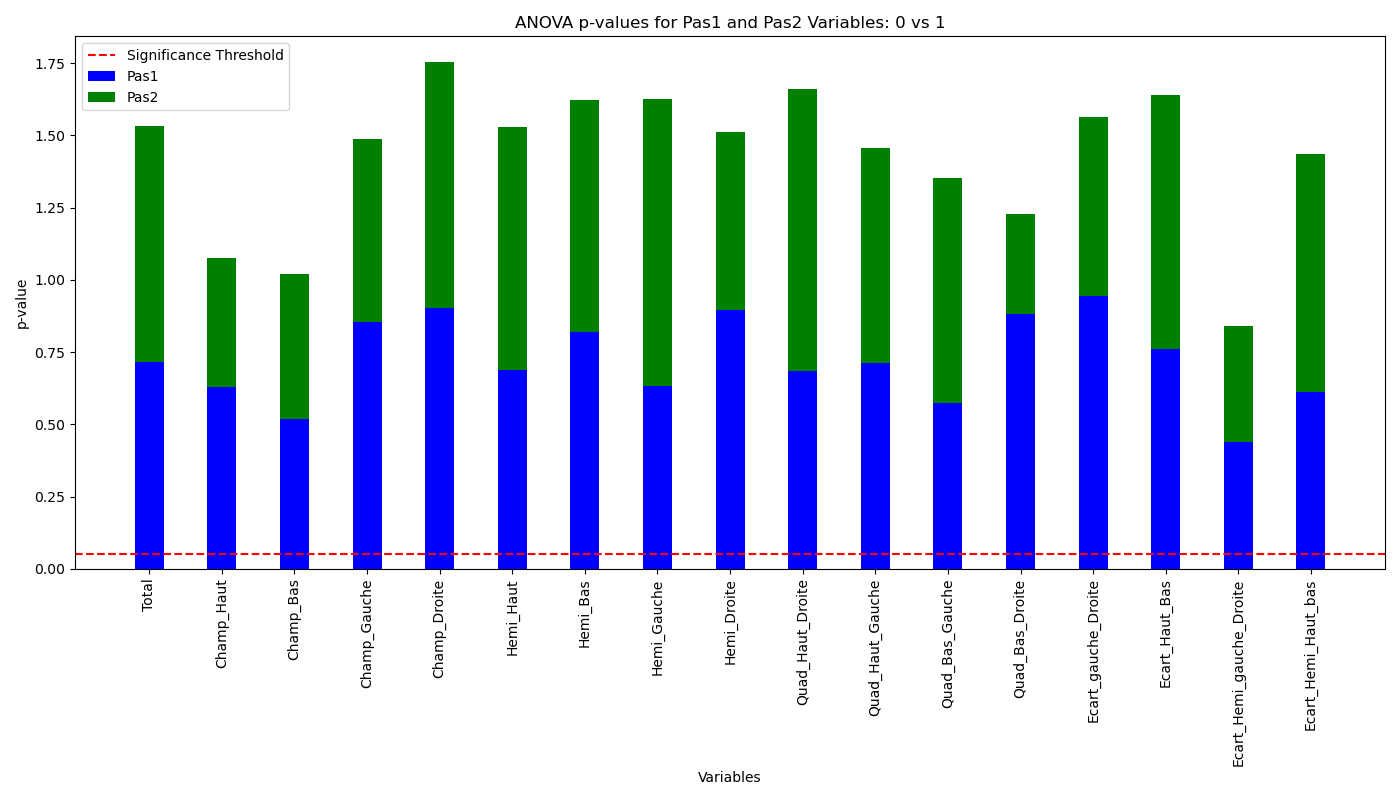 ANOVA p-values for Pas1 and Pas2 Variables: 0 vs 1
Significance Threshold
Pas1
Pas2
p-value
1.75
1.50
1.25
1.00
0.75
0.50
0.25
0.00
Total
Champ_Haut
Champ_Bas
Champ_Gauche
Champ_Droite
Hemi_Haut
Hemi_Bas
Hemi_Gauche
Hemi_Droite
Quad_Haut_Droite
Quad_Haut_Gauche
Quad_Bas_Gauche
Quad_Bas_Droite
Ecart_gauche_Droite
Ecart_Haut_Bas
Ecart_Hemi_gauche_Droite
Ecart_Hemi_Haut_bas
Variables